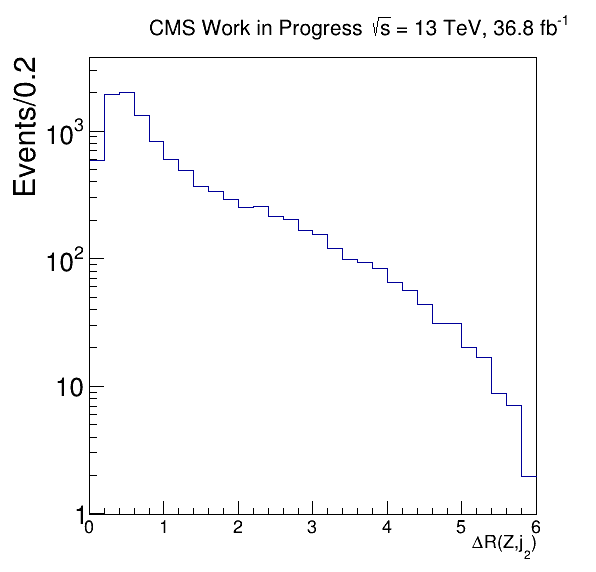 CMS Work in Progress √s = 13 TeV, 36.8 fb⁻¹
Events/0.2
10³
10²
10
1
0 1 2 3 4 5 6
ΔR(Z,j₂)